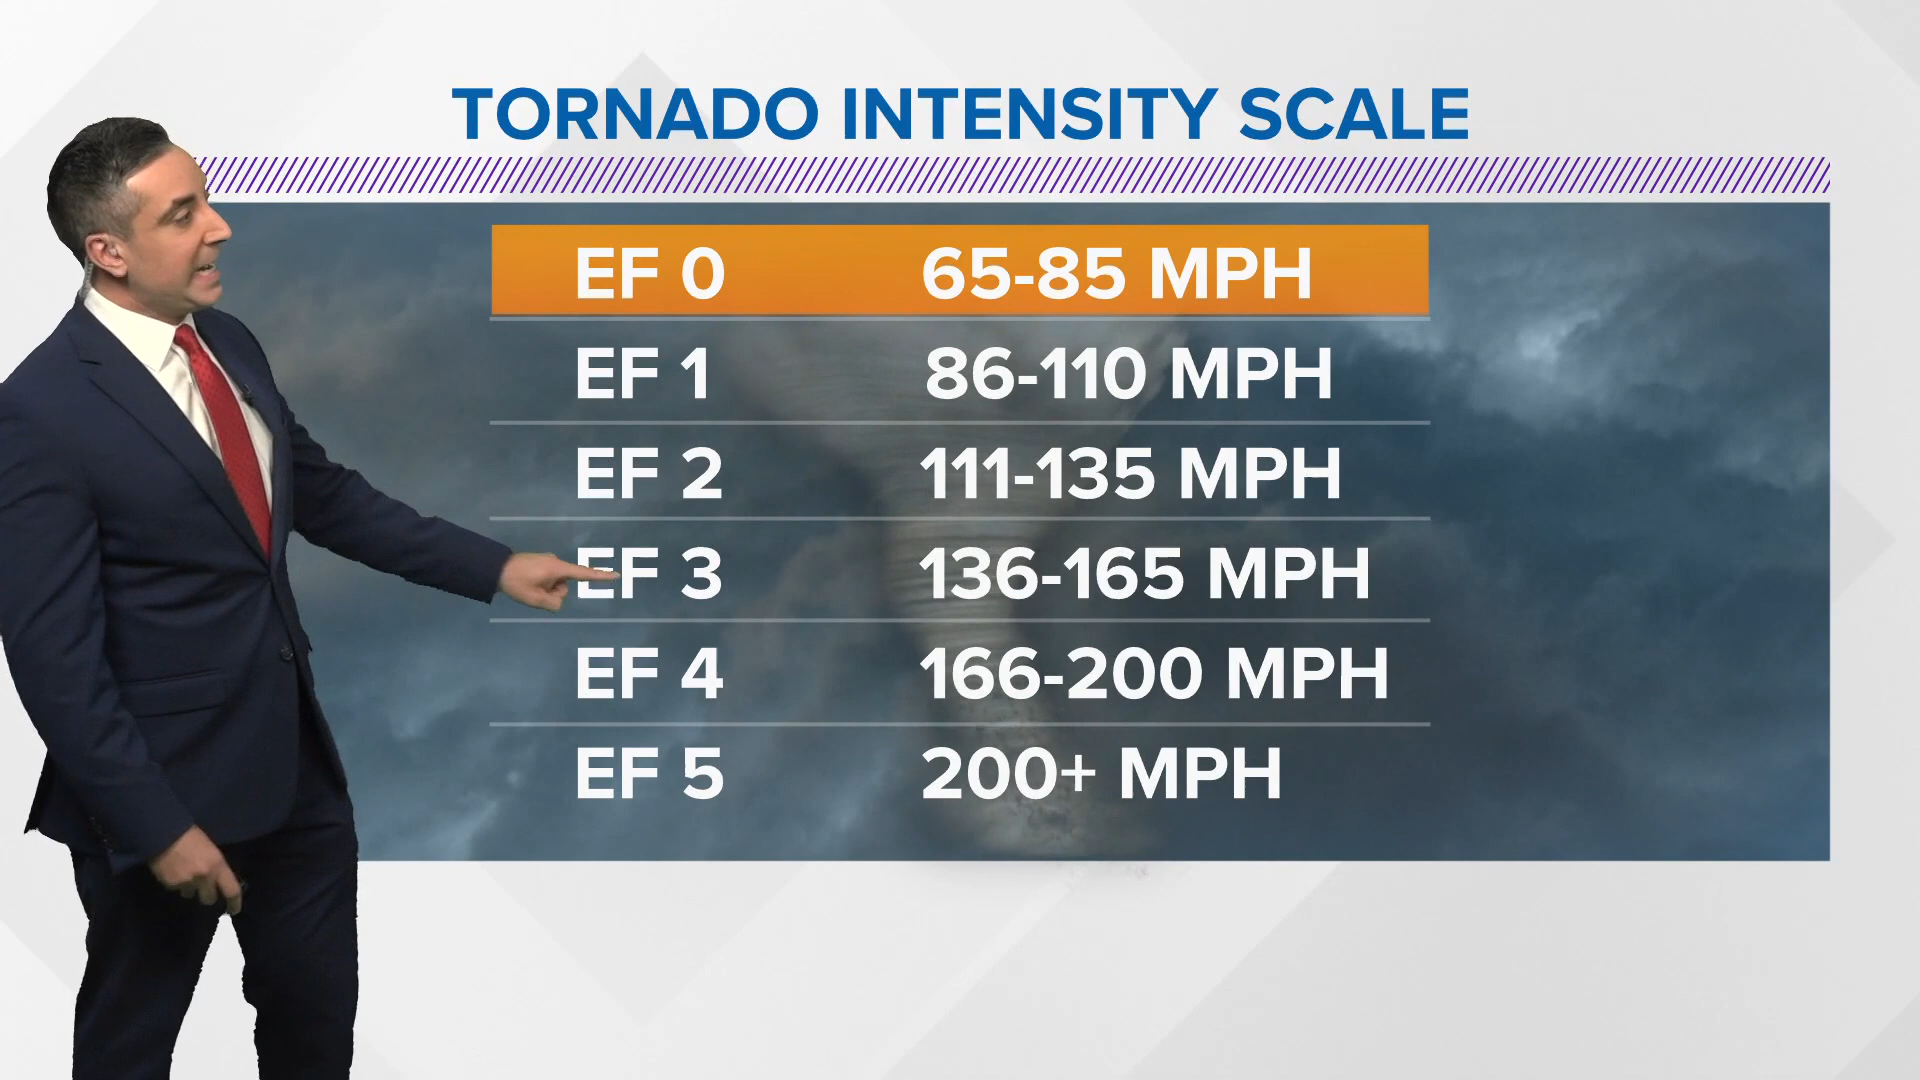 TORNADO INTENSITY SCALE
EF 0 65-85 MPH
EF 1 86-110 MPH
EF 2 111-135 MPH
EF 3 136-165 MPH
EF 4 166-200 MPH
EF 5 200+ MPH